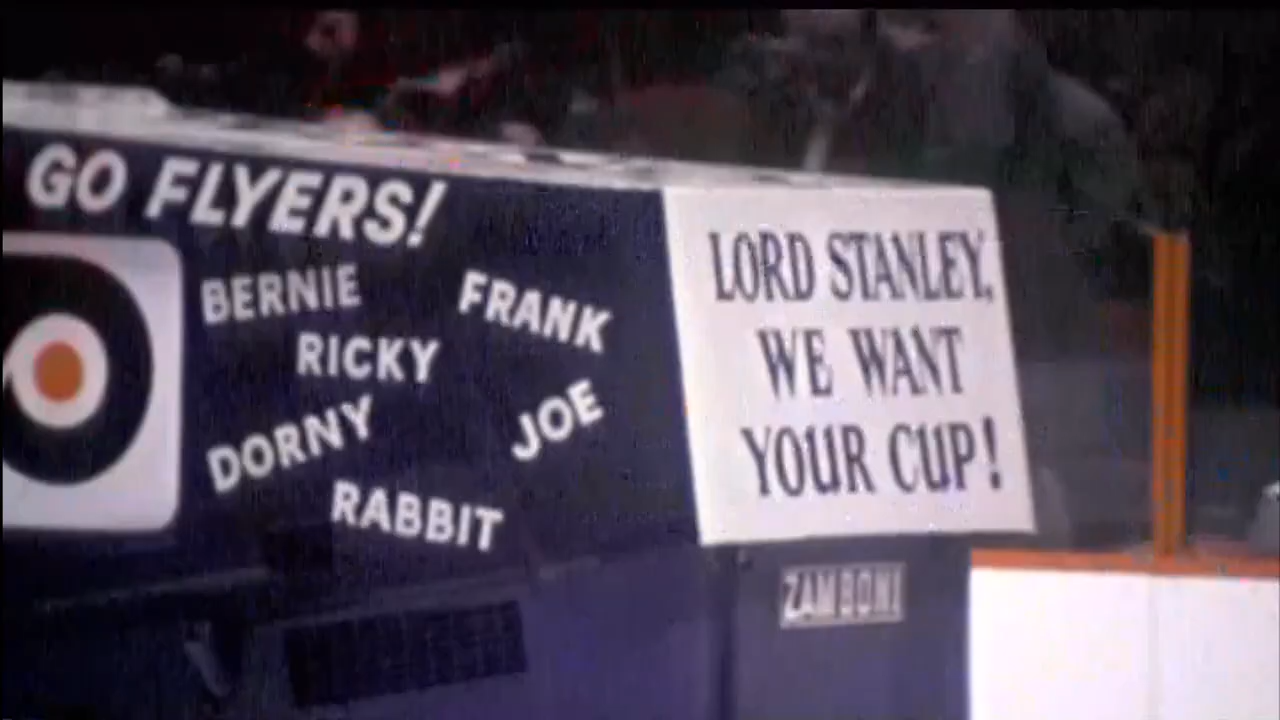 GO FLYERS!
BERNIE
FRANK
RICKY
DORNY
JOE
RABBIT
LORD STANLEY,
WE WANT
YOUR CUP!
ZAMBONI